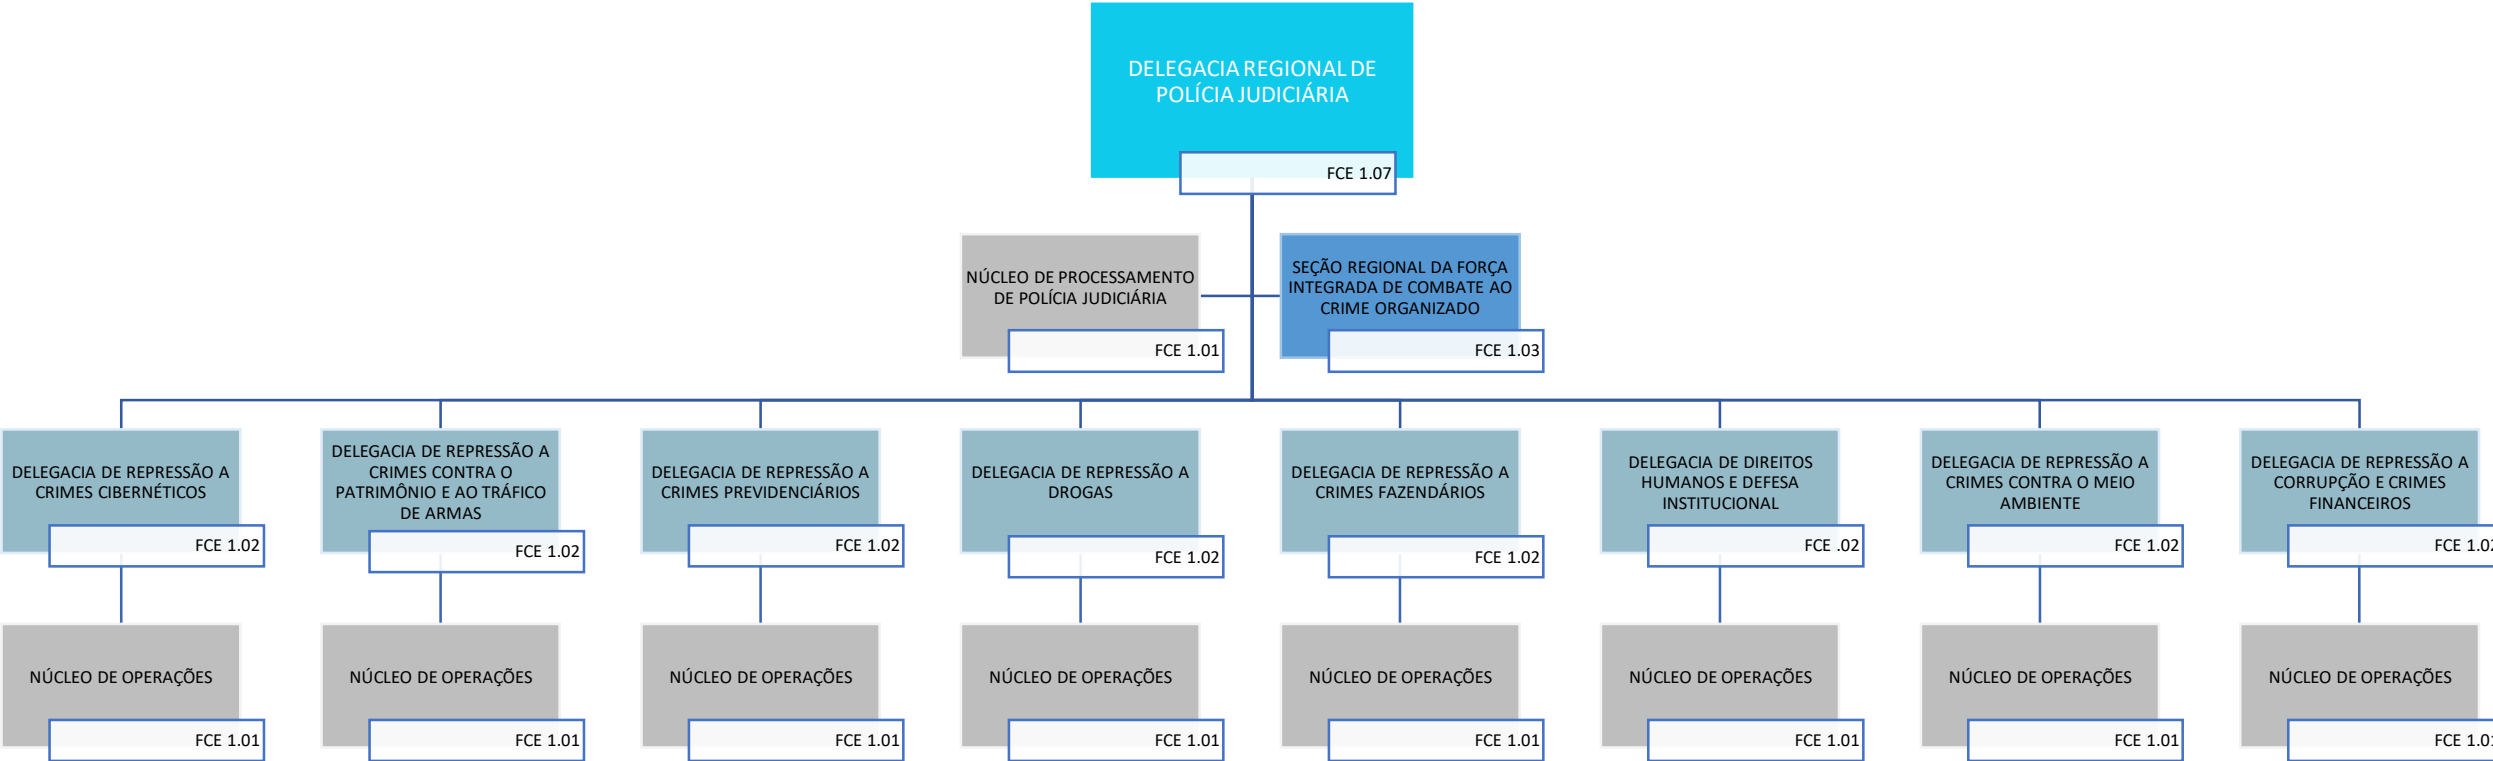 DELEGACIA REGIONAL DE
POLÍCIA JUDICIÁRIA
FCE 1.07
NÚCLEO DE PROCESSAMENTO
DE POLÍCIA JUDICIÁRIA
FCE 1.01
SEÇÃO REGIONAL DA FORÇA
INTEGRADA DE COMBATE AO
CRIME ORGANIZADO
FCE 1.03
DELEGACIA DE REPRESSÃO A
CRIMES CIBERNÉTICOS
FCE 1.02
DELEGACIA DE REPRESSÃO A
CRIMES CONTRA O
PATRIMÔNIO E AO TRÁFICO
DE ARMAS
FCE 1.02
DELEGACIA DE REPRESSÃO A
CRIMES PREVIDENCIÁRIOS
FCE 1.02
DELEGACIA DE REPRESSÃO A
DROGAS
FCE 1.02
DELEGACIA DE REPRESSÃO A
CRIMES FAZENDÁRIOS
FCE 1.02
DELEGACIA DE DIREITOS
HUMANOS E DEFESA
INSTITUCIONAL
FCE .02
DELEGACIA DE REPRESSÃO A
CRIMES CONTRA O MEIO
AMBIENTE
FCE 1.02
DELEGACIA DE REPRESSÃO A
CORRUPÇÃO E CRIMES
FINANCEIROS
FCE 1.02
NÚCLEO DE OPERAÇÕES
FCE 1.01
NÚCLEO DE OPERAÇÕES
FCE 1.01
NÚCLEO DE OPERAÇÕES
FCE 1.01
NÚCLEO DE OPERAÇÕES
FCE 1.01
NÚCLEO DE OPERAÇÕES
FCE 1.01
NÚCLEO DE OPERAÇÕES
FCE 1.01
NÚCLEO DE OPERAÇÕES
FCE 1.01
NÚCLEO DE OPERAÇÕES
FCE 1.01